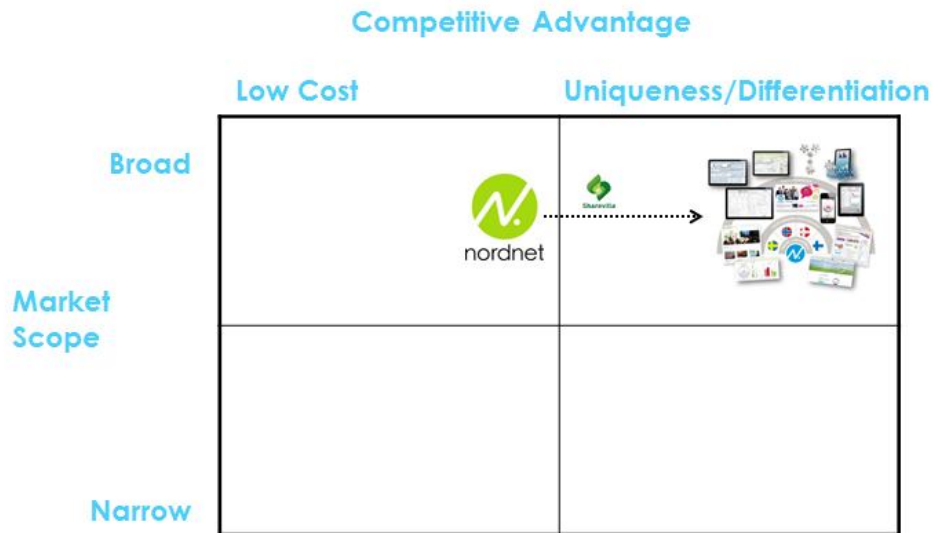 Competitive Advantage
Low Cost
Uniqueness/Differentiation
Broad
nordnet
Shareville
Market
Scope
Narrow